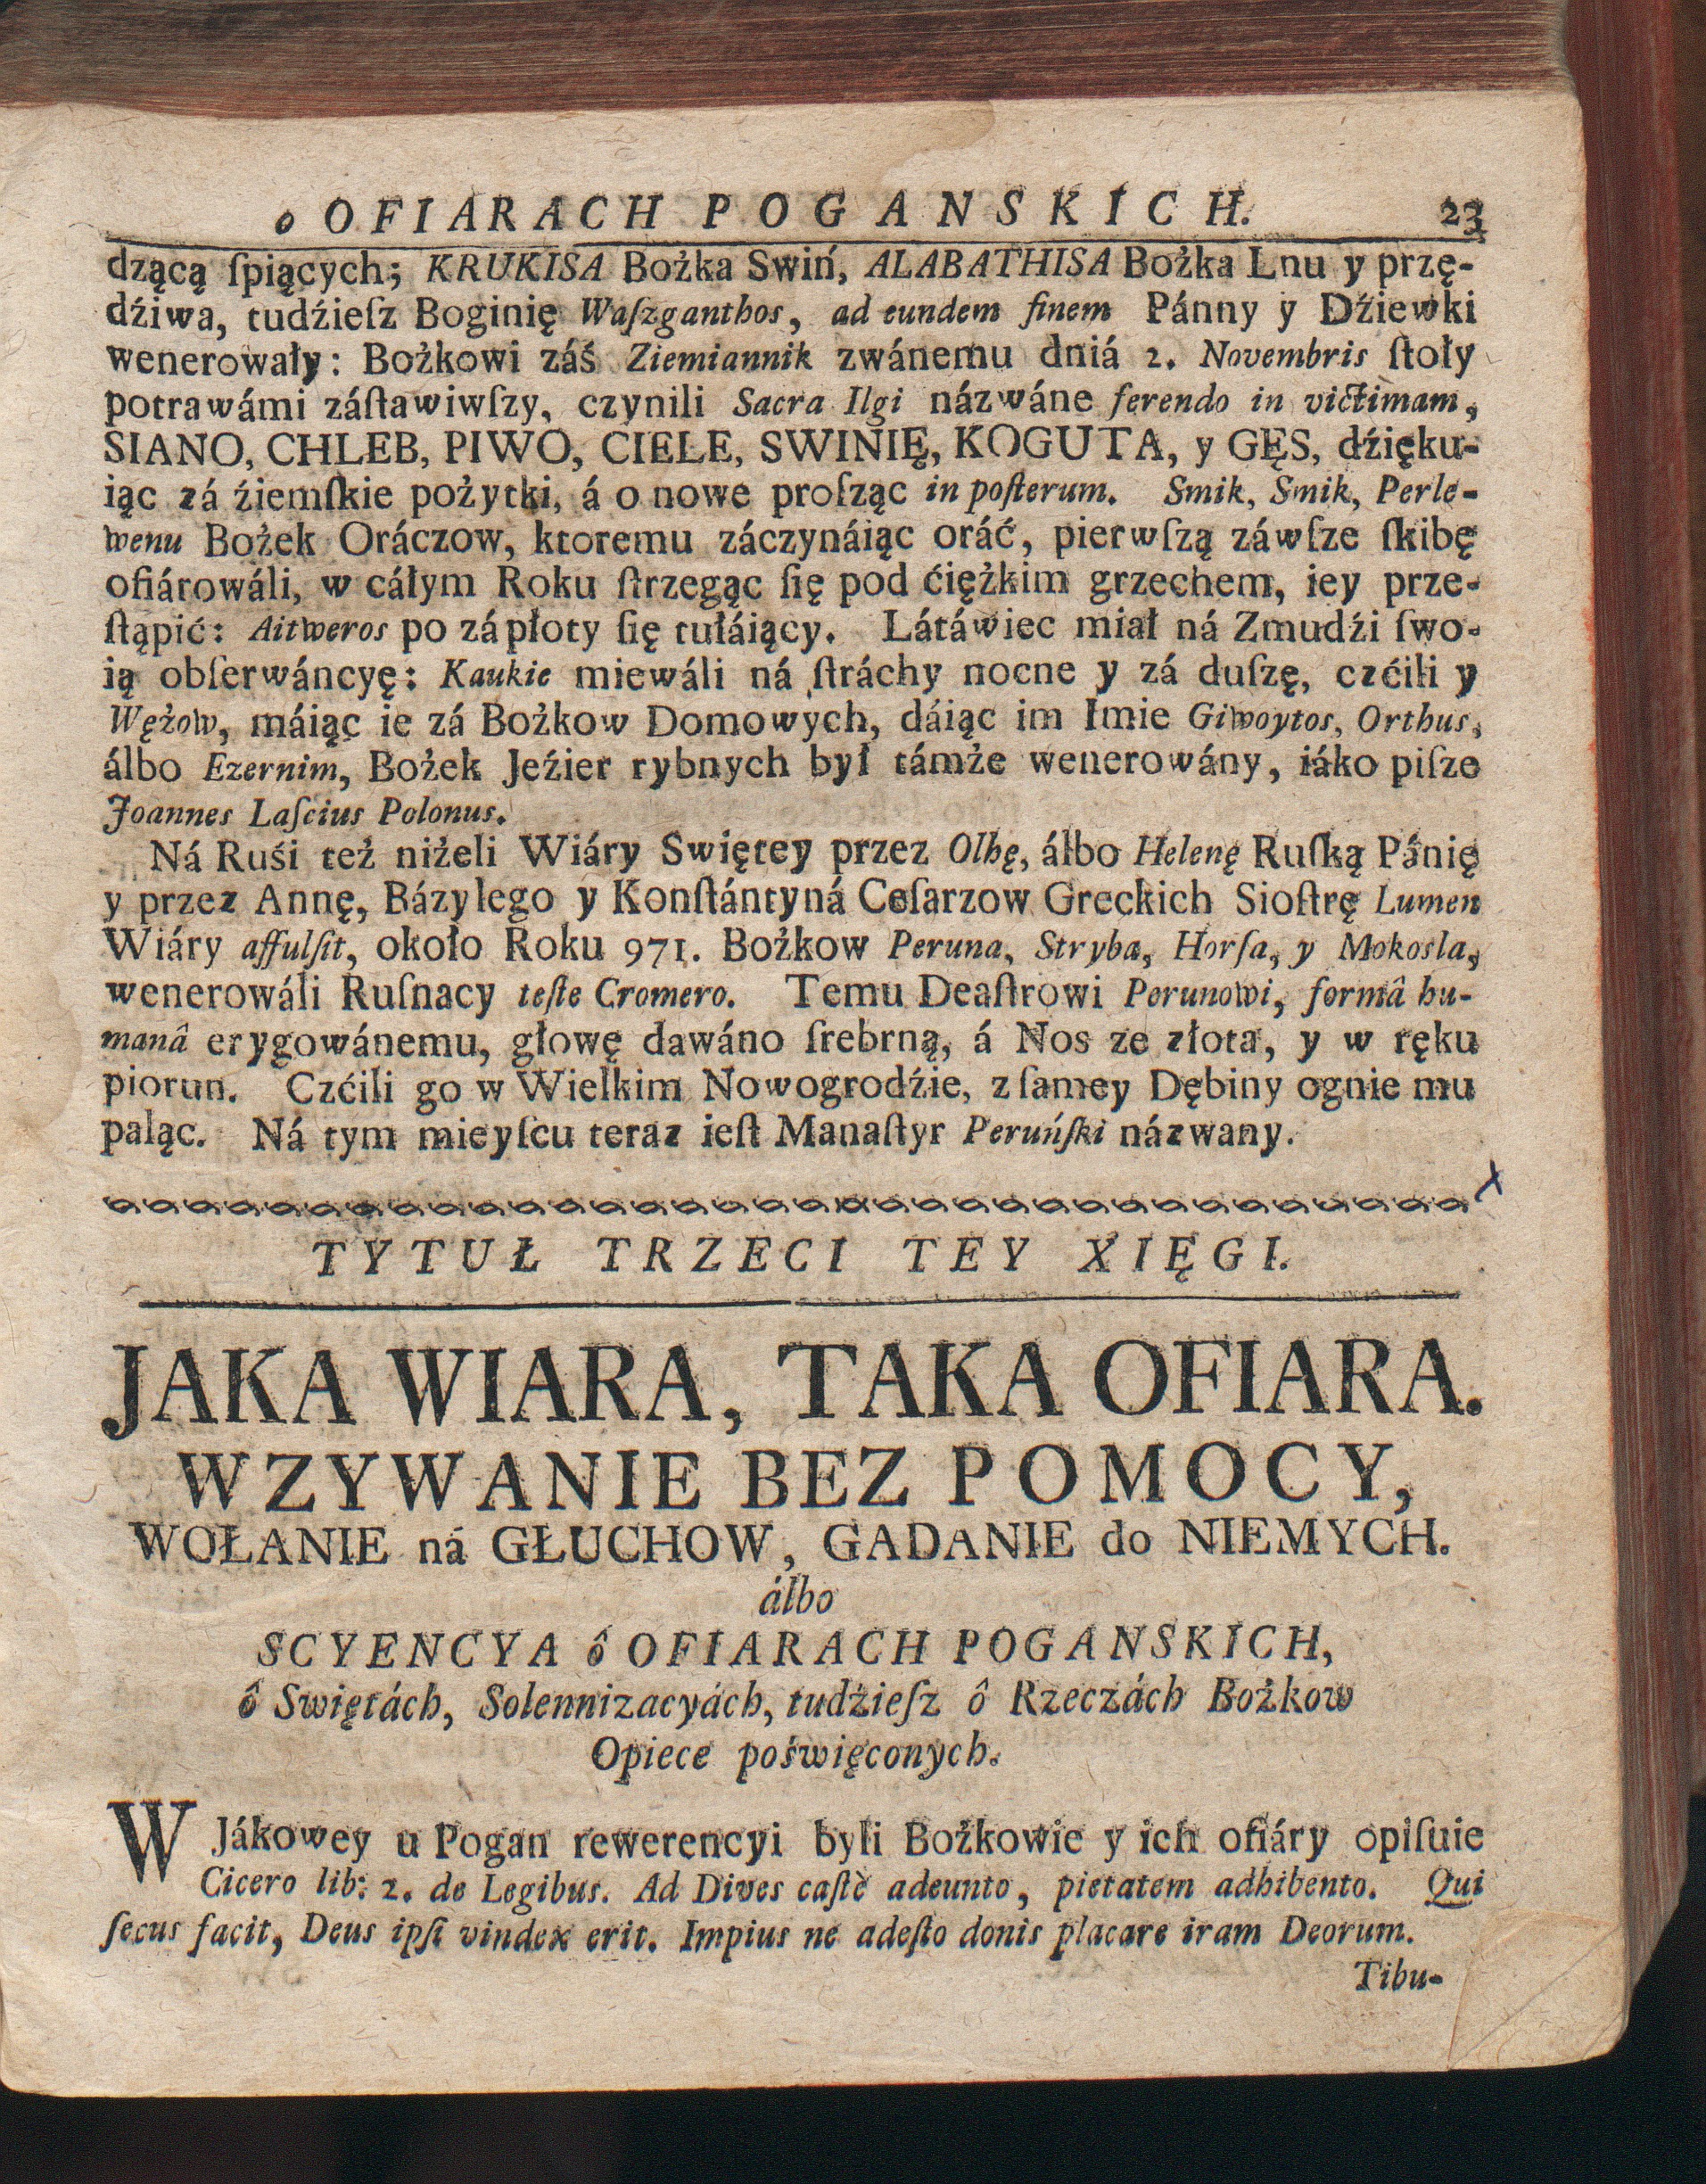 o OFIARACH POGANSKICH. 23
dzącą ſpiących; KRUKISA Bożka Swiń, ALABATHISA Bożka Lnu y przę-
dźiwa, tudźieſz Boginię Waſzganthos, ad eundem finem Pánny y Dźiewki
wenerowały: Bożkowi záś Ziemiannik zwánemu dniá 2. Novembris ſtoły
potrawámi záſtawiwſzy, czynili Sacra Ilgi názwáne ferendo in victimam,
SIANO, CHLEB, PIWO, CIELE, SWINIĘ, KOGUTA, y GĘS, dźięku-
iąc zá źiemſkie pożytki, á o nowe proſząc in poſterum. Smik, Smik, Perle-
wenu Bożek Oráczow, ktoremu záczynáiąc oráć, pierwſzą záwſze ſkibę
ofiárowáli, w cáłym Roku ſtrzegąc ſię pod ćiężkim grzechem, iey prze-
ſtąpić: Aitweros po zápłoty ſię tułáiący. Látáwiec miał ná Zmudźi ſwo-
ią obſerwáncyę: Kaukie miewáli ná ſtráchy nocne y zá duſzę, czćili y
Wężow, máiąc ie zá Bożkow Domowych, dáiąc im Imie Giwoytos, Orthus,
álbo Ezernim, Bożek Jeźier rybnych był támże wenerowány, iáko piſze
Joannes Laſcius Polonus.
Ná Ruśi też niżeli Wiáry Swiętey przez Olhę, álbo Helenę Ruſką Pánię
y przez Annę, Bázylego y Konſtántyná Ceſarzow Greckich Sioſtrę Lumen
Wiáry affulſit, około Roku 971. Bożkow Peruna, Stryba, Horſa, y Mokosla,
wenerowáli Ruſnacy teſte Cromero. Temu Deaſtrowi Perunowi, formâ hu-
manâ erygowánemu, głowę dawáno ſrebrną, á Nos ze złota, y w ręku
piorun. Czćili go w Wielkim Nowogrodźie, z ſamey Dębiny ognie mu
paląc. Ná tym mieyſcu teraz ieſt Manaſtyr Peruńſki názwany.
TYTUŁ TRZECI TEY XIĘGI.
JAKA WIARA, TAKA OFIARA.
WZYWANIE BEZ POMOCY,
WOŁANIE ná GŁUCHOW, GADANIE do NIEMYCH.
álbo
SCYENCYA ô OFIARACH POGANSKICH,
ô Swiętách, Solennizacyách, tudźieſz ô Rzeczách Bożkow
Opiece poświęconych.
W Jákowey u Pogan rewerencyi byli Bożkowie y ich ofiáry opiſuie
Cicero lib: 2. de Legibus. Ad Dives caſtè adeunto, pietatem adhibento. Qui
ſecus facit, Deus ipſi vindex erit. Impius ne adeſto donis placare iram Deorum.
Tibu-